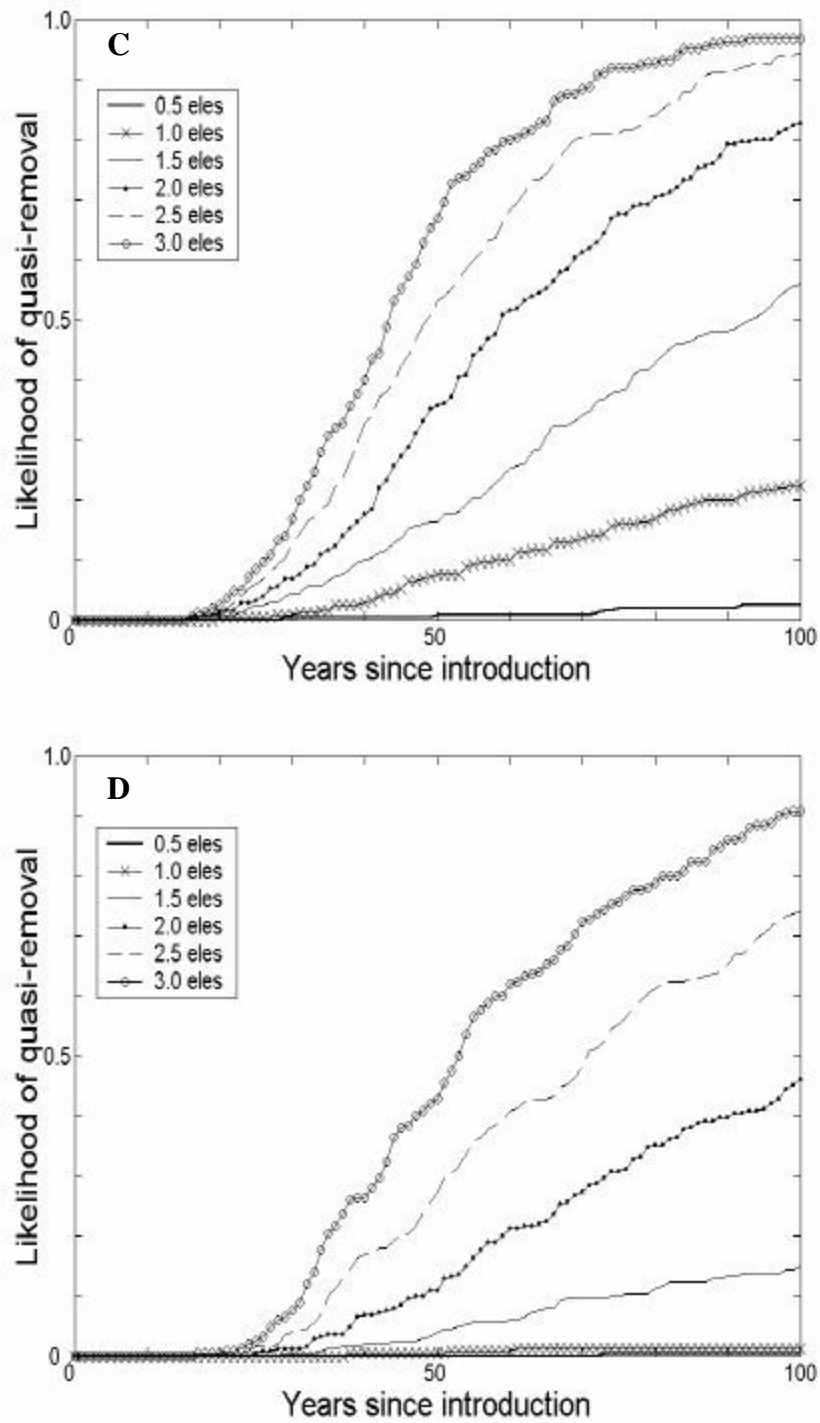 1.0
C
0.5 eles
1.0 eles
1.5 eles
2.0 eles
2.5 eles
3.0 eles
Likelihood of quasi-removal
0.5
0
0
50
100
Years since introduction
1.0
D
0.5 eles
1.0 eles
1.5 eles
2.0 eles
2.5 eles
3.0 eles
Likelihood of quasi-removal
0.5
0
0
50
100
Years since introduction